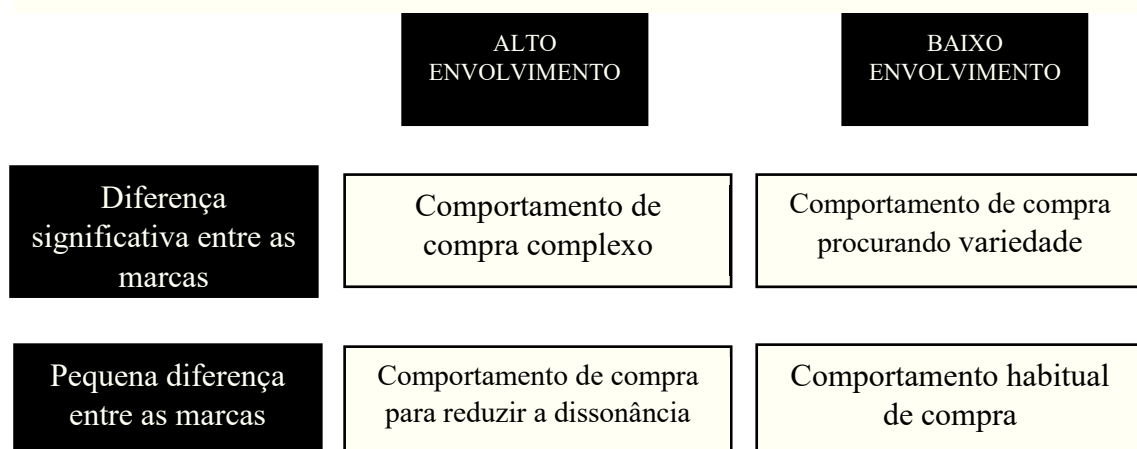 ALTO
ENVOLVIMENTO
BAIXO
ENVOLVIMENTO
Diferença
significativa entre as
marcas
Comportamento de
compra complexo
Comportamento de compra
procurando variedade
Pequena diferença
entre as marcas
Comportamento de compra
para reduzir a dissonância
Comportamento habitual
de compra